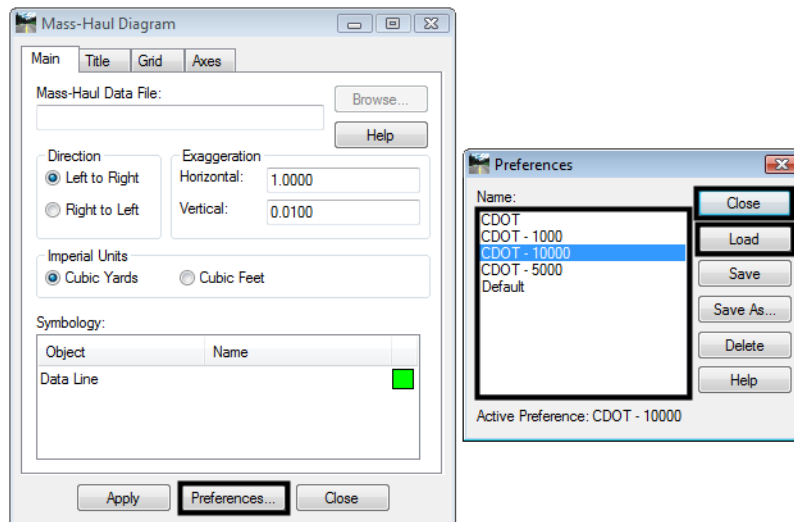 Mass-Haul Diagram
Main Title Grid Axes
Mass-Haul Data File:
Browse...
Help
Direction
Left to Right
Right to Left
Exaggeration
Horizontal: 1.0000
Vertical: 0.0100
Imperial Units
Cubic Yards Cubic Feet
Symbology:
Object Name
Data Line
Apply Preferences... Close
Preferences
Name:
CDOT
CDOT - 1000
CDOT - 10000
CDOT - 5000
Default
Close
Load
Save
Save As...
Delete
Help
Active Preference: CDOT - 10000